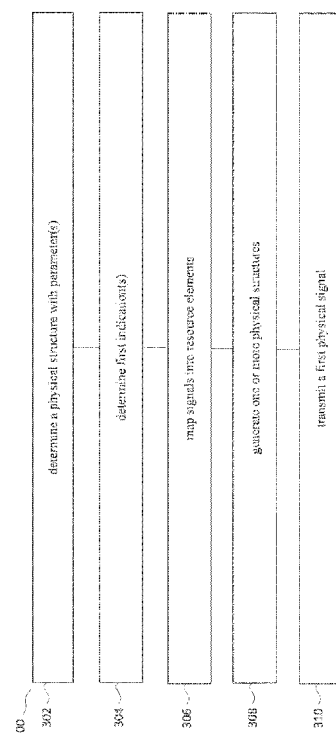 00
302
determine a physical structure with parameter(s)
304
determine first indication(s)
306
map signals into resource elements
308
generate one or more physical structures
310
transmit a first physical signal